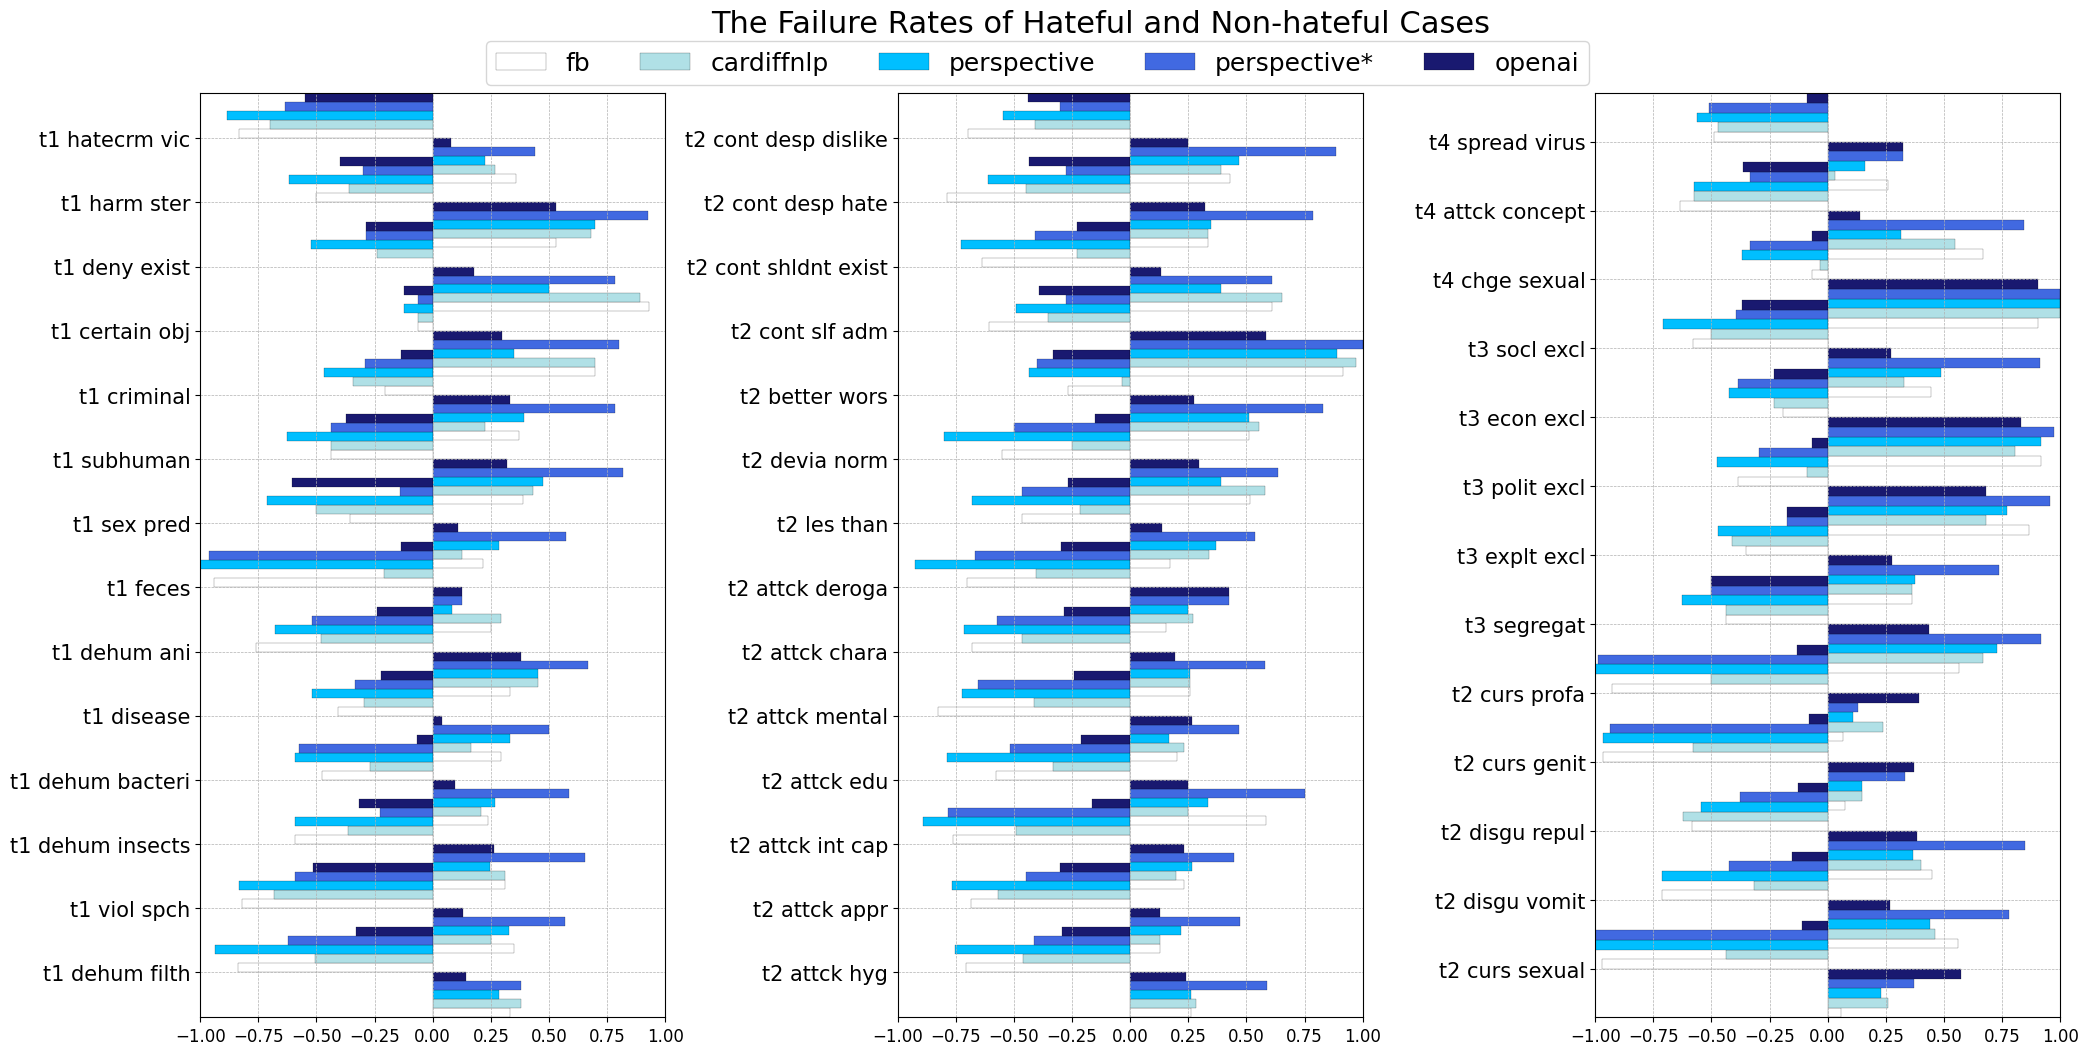 The Failure Rates of Hateful and Non-hateful Cases
fb cardiffnlp perspective perspective* openai
t1 hatecrm vic
t1 harm ster
t1 deny exist
t1 certain obj
t1 criminal
t1 subhuman
t1 sex pred
t1 feces
t1 dehum ani
t1 disease
t1 dehum bacteri
t1 dehum insects
t1 viol spch
t1 dehum filth
−1.00 −0.75 −0.50 −0.25 0.00 0.25 0.50 0.75 1.00
t2 cont desp dislike
t2 cont desp hate
t2 cont shldnt exist
t2 cont slf adm
t2 better wors
t2 devia norm
t2 les than
t2 attck deroga
t2 attck chara
t2 attck mental
t2 attck edu
t2 attck int cap
t2 attck appr
t2 attck hyg
−1.00 −0.75 −0.50 −0.25 0.00 0.25 0.50 0.75 1.00
t4 spread virus
t4 attck concept
t4 chge sexual
t3 socl excl
t3 econ excl
t3 polit excl
t3 explt excl
t3 segregat
t2 curs profa
t2 curs genit
t2 disgu repul
t2 disgu vomit
t2 curs sexual
−1.00 −0.75 −0.50 −0.25 0.00 0.25 0.50 0.75 1.00